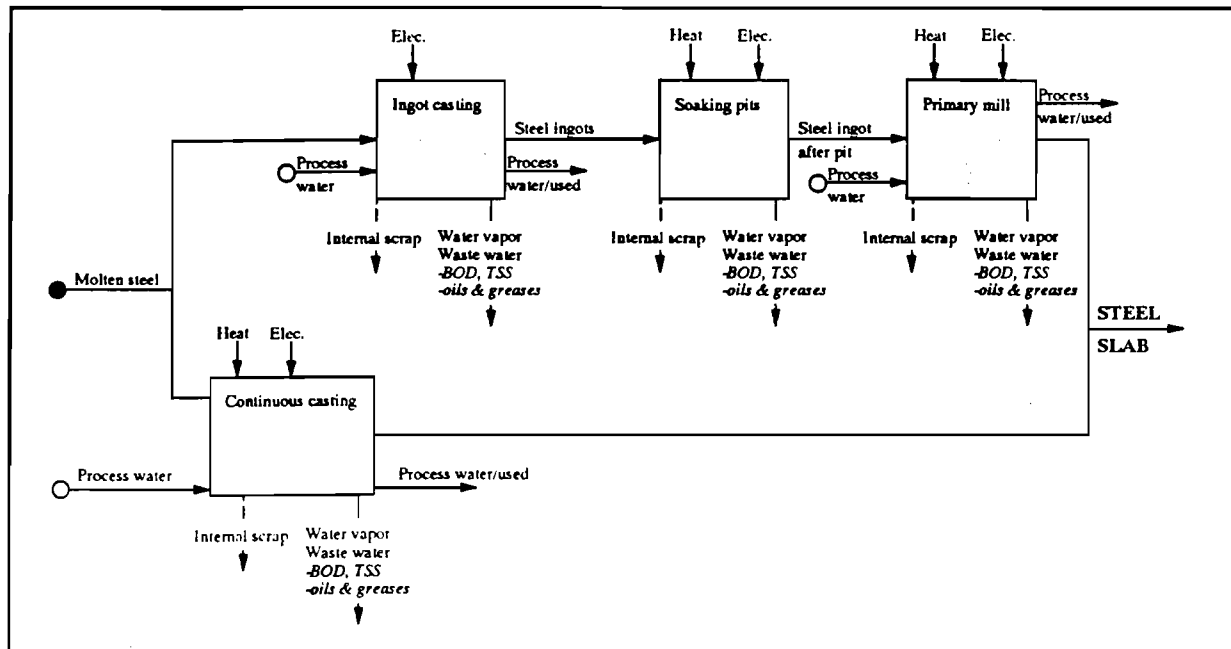 Elec.
Heat
Elec.
Heat
Elec.
Ingot casting
Soaking pits
Primary mill
Process
water/used
Steel Ingots
Steel ingot
after pit
Process
water
Process
water/used
Process
water
Internal scrap
Water vapor
Waste water
-BOD, TSS
-oils & greases
Internal scrap
Water vapor
Waste water
-BOD, TSS
-oils & greases
Internal scrap
Water vapor
Waste water
-BOD, TSS
-oils & greases
Molten steel
STEEL
SLAB
Heat
Elec.
Continuous casting
Process water
Process water/used
Internal scrap
Water vapor
Waste water
-BOD, TSS
-oils & greases